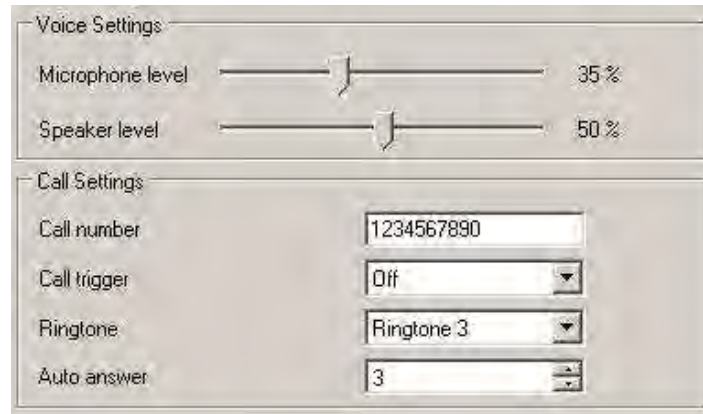 Voice Settings
Microphone level 35 %
Speaker level 50 %
Call Settings
Call number 1234567890
Call trigger Off
Ringtone Ringtone 3
Auto answer 3